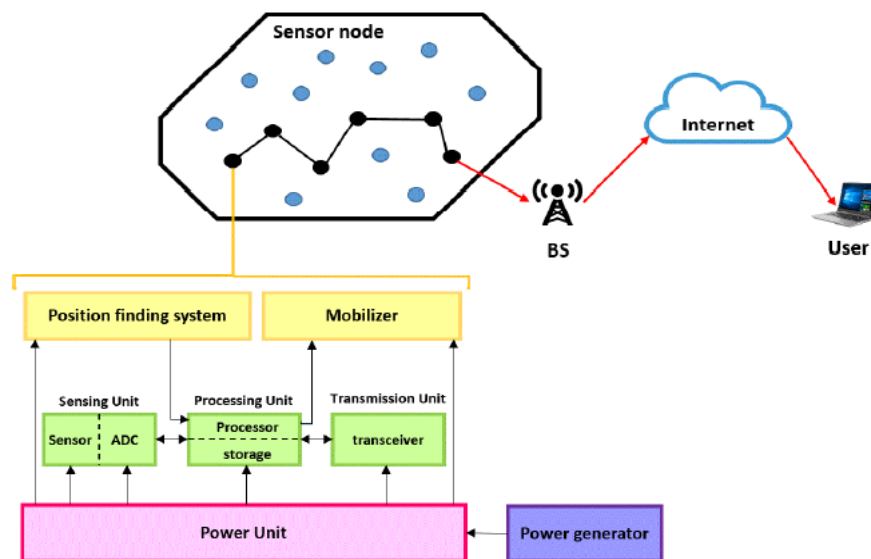 Sensor node
Internet
BS
User
Position finding system
Mobilizer
Sensing Unit
Processing Unit
Transmission Unit
Sensor
ADC
Processor
storage
transceiver
Power Unit
Power generator